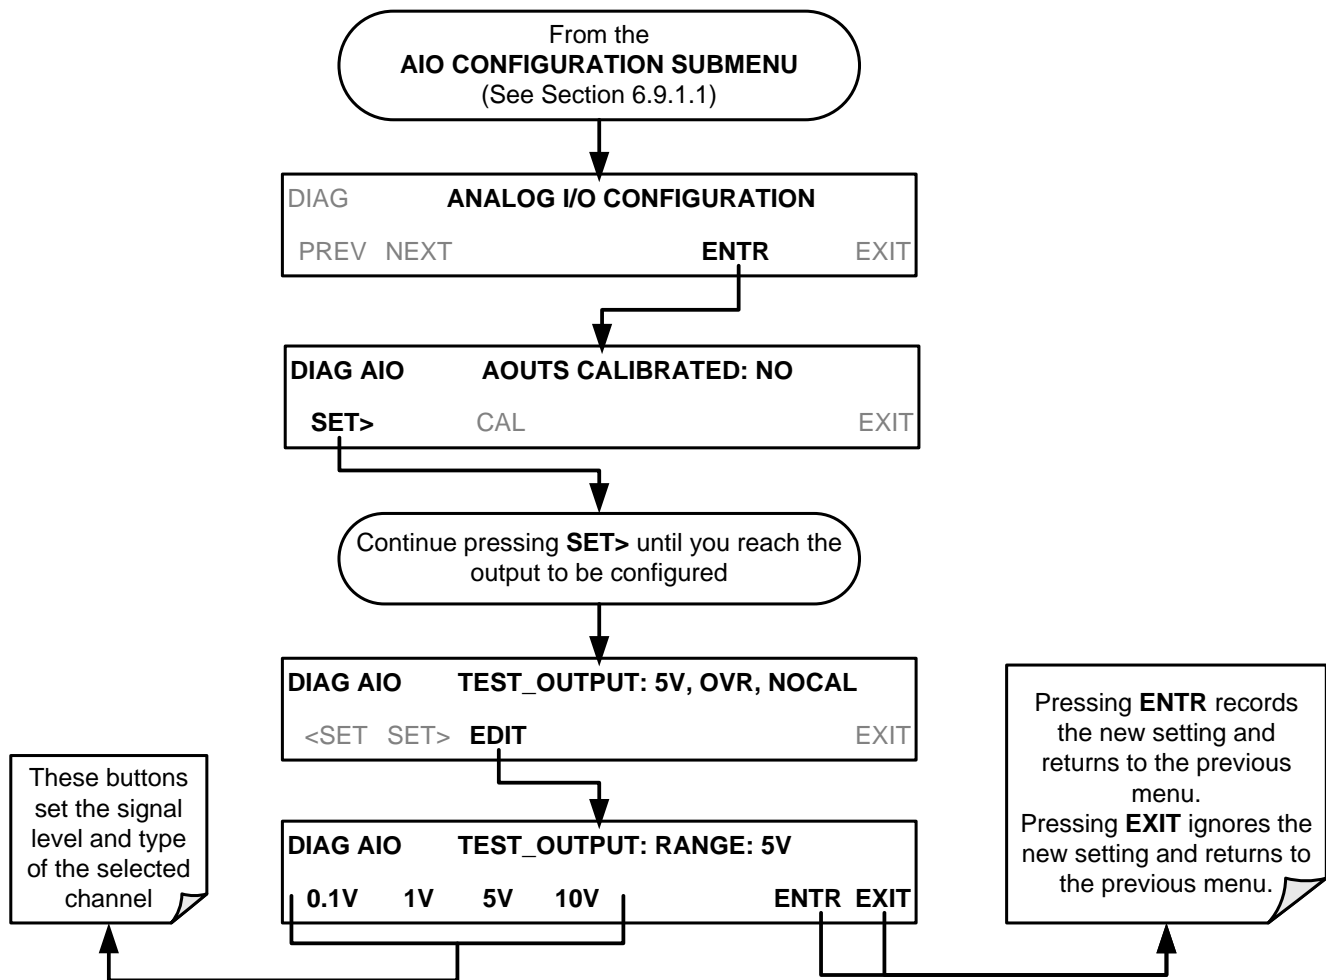 From the
AIO CONFIGURATION SUBMENU
(See Section 6.9.1.1)
DIAG ANALOG I/O CONFIGURATION
PREV NEXT ENTR EXIT
DIAG AIO AOUTS CALIBRATED: NO
SET> CAL EXIT
Continue pressing SET> until you reach the
output to be configured
DIAG AIO TEST_OUTPUT: 5V, OVR, NOCAL
<SET SET> EDIT EXIT
These buttons
set the signal
level and type
of the selected
channel
DIAG AIO TEST_OUTPUT: RANGE: 5V
0.1V 1V 5V 10V ENTR EXIT
Pressing ENTR records
the new setting and
returns to the previous
menu.
Pressing EXIT ignores the
new setting and returns to
the previous menu.